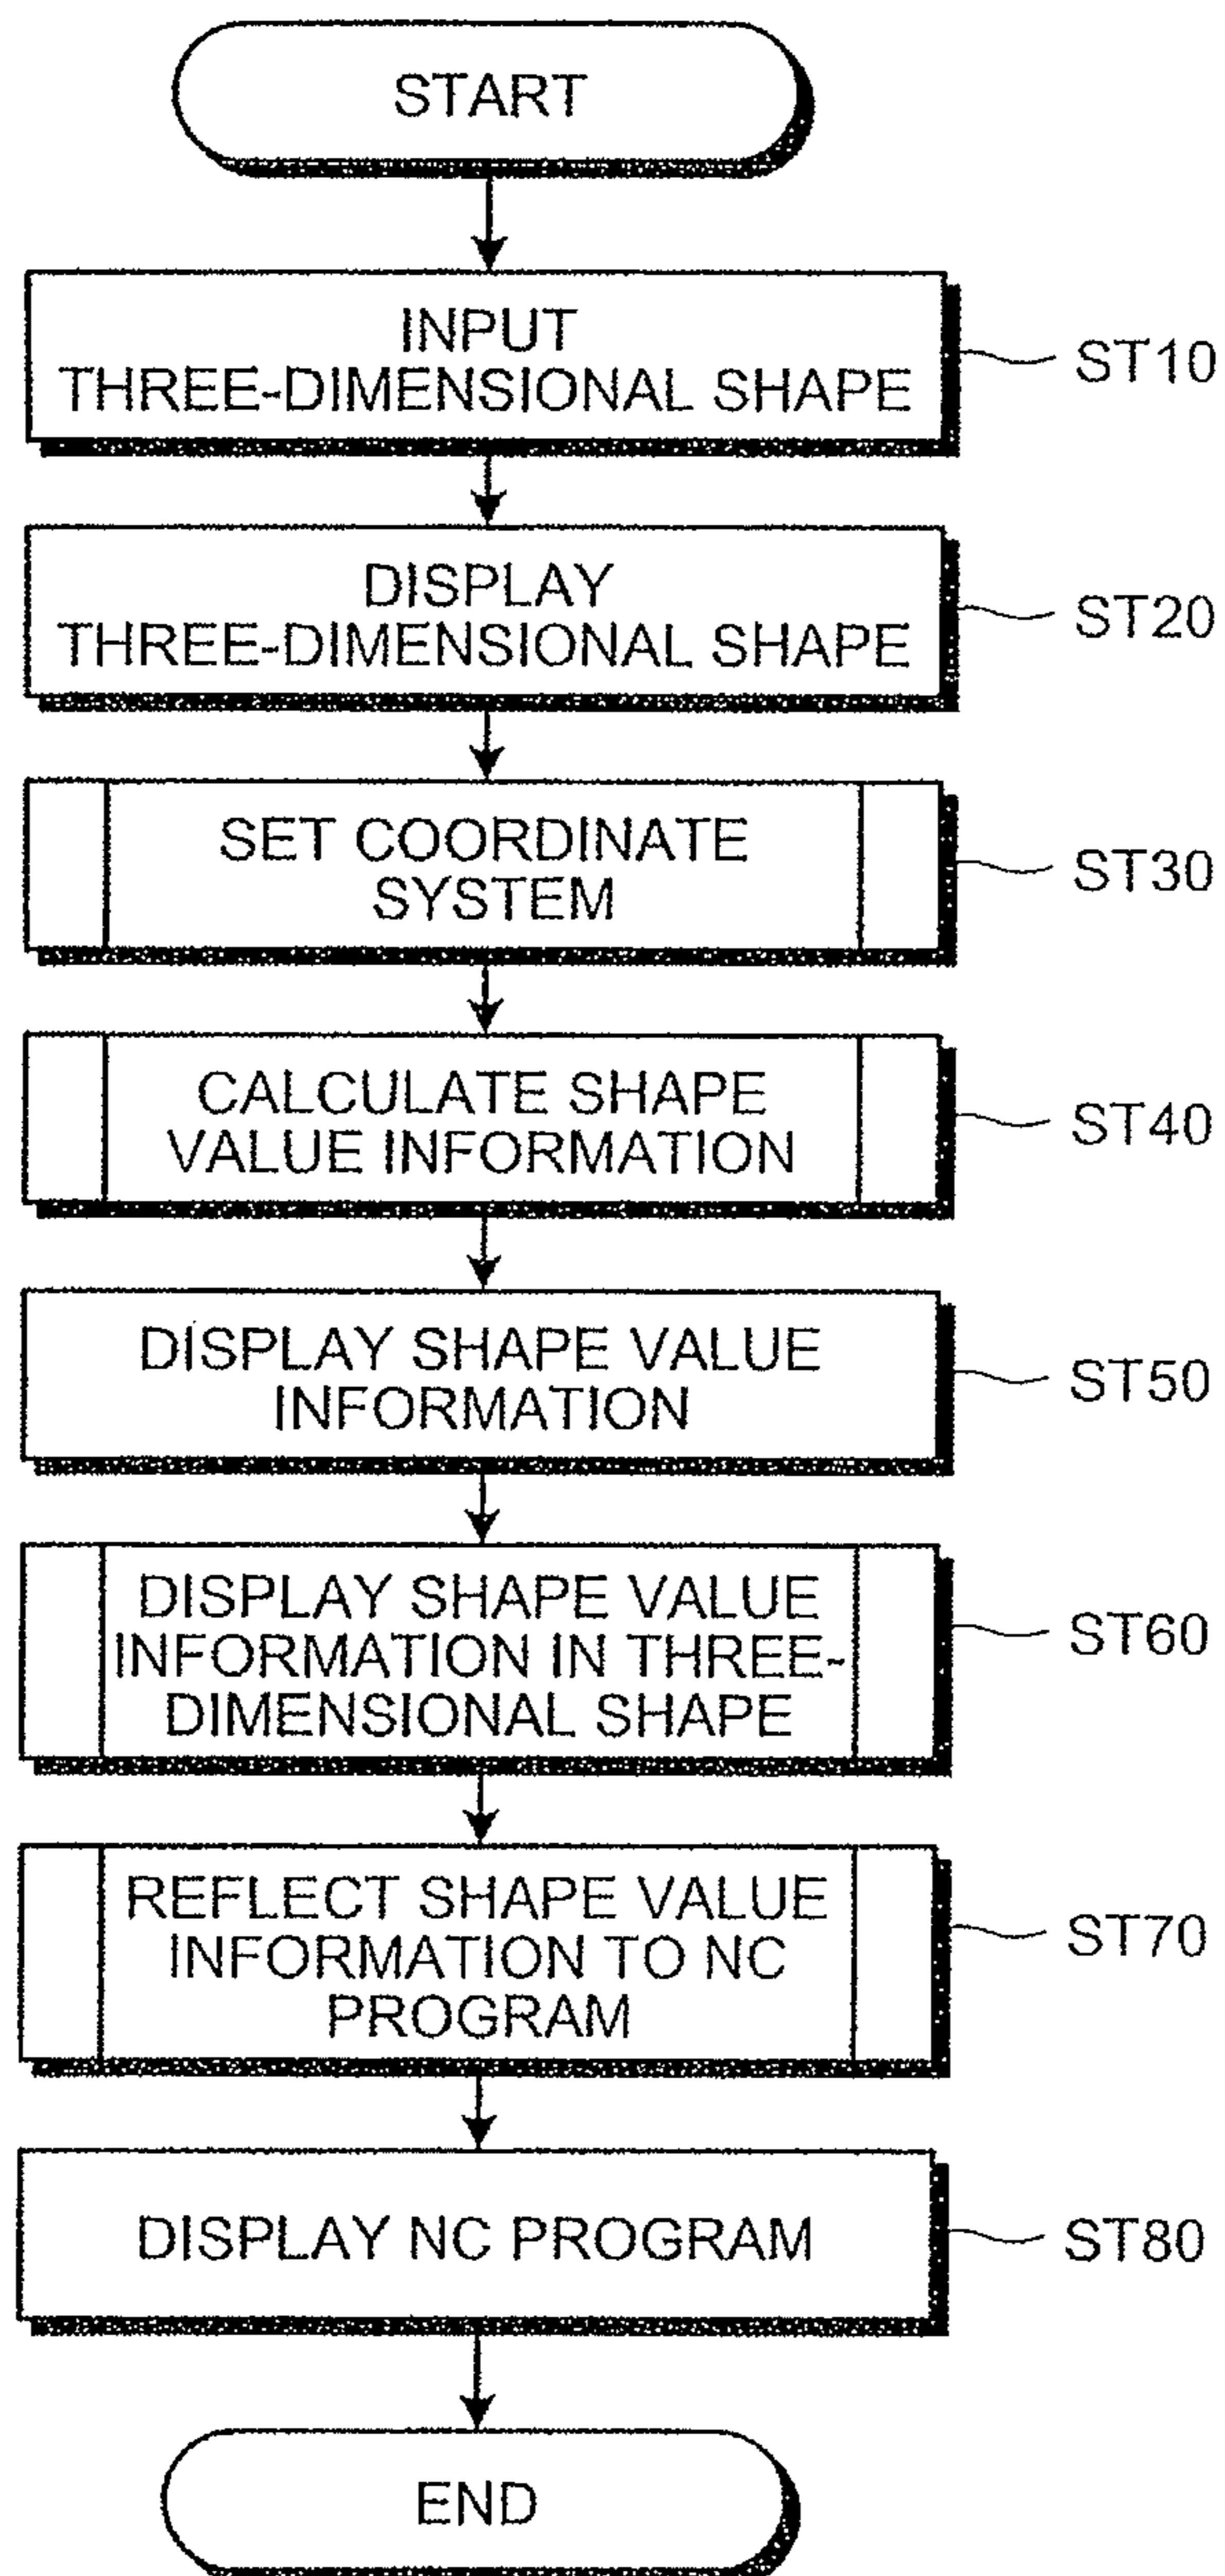 START
INPUT
THREE-DIMENSIONAL SHAPE
ST10
DISPLAY
THREE-DIMENSIONAL SHAPE
ST20
SET COORDINATE
SYSTEM
ST30
CALCULATE SHAPE
VALUE INFORMATION
ST40
DISPLAY SHAPE VALUE
INFORMATION
ST50
DISPLAY SHAPE VALUE
INFORMATION IN THREE-
DIMENSIONAL SHAPE
ST60
REFLECT SHAPE VALUE
INFORMATION TO NC
PROGRAM
ST70
DISPLAY NC PROGRAM
ST80
END